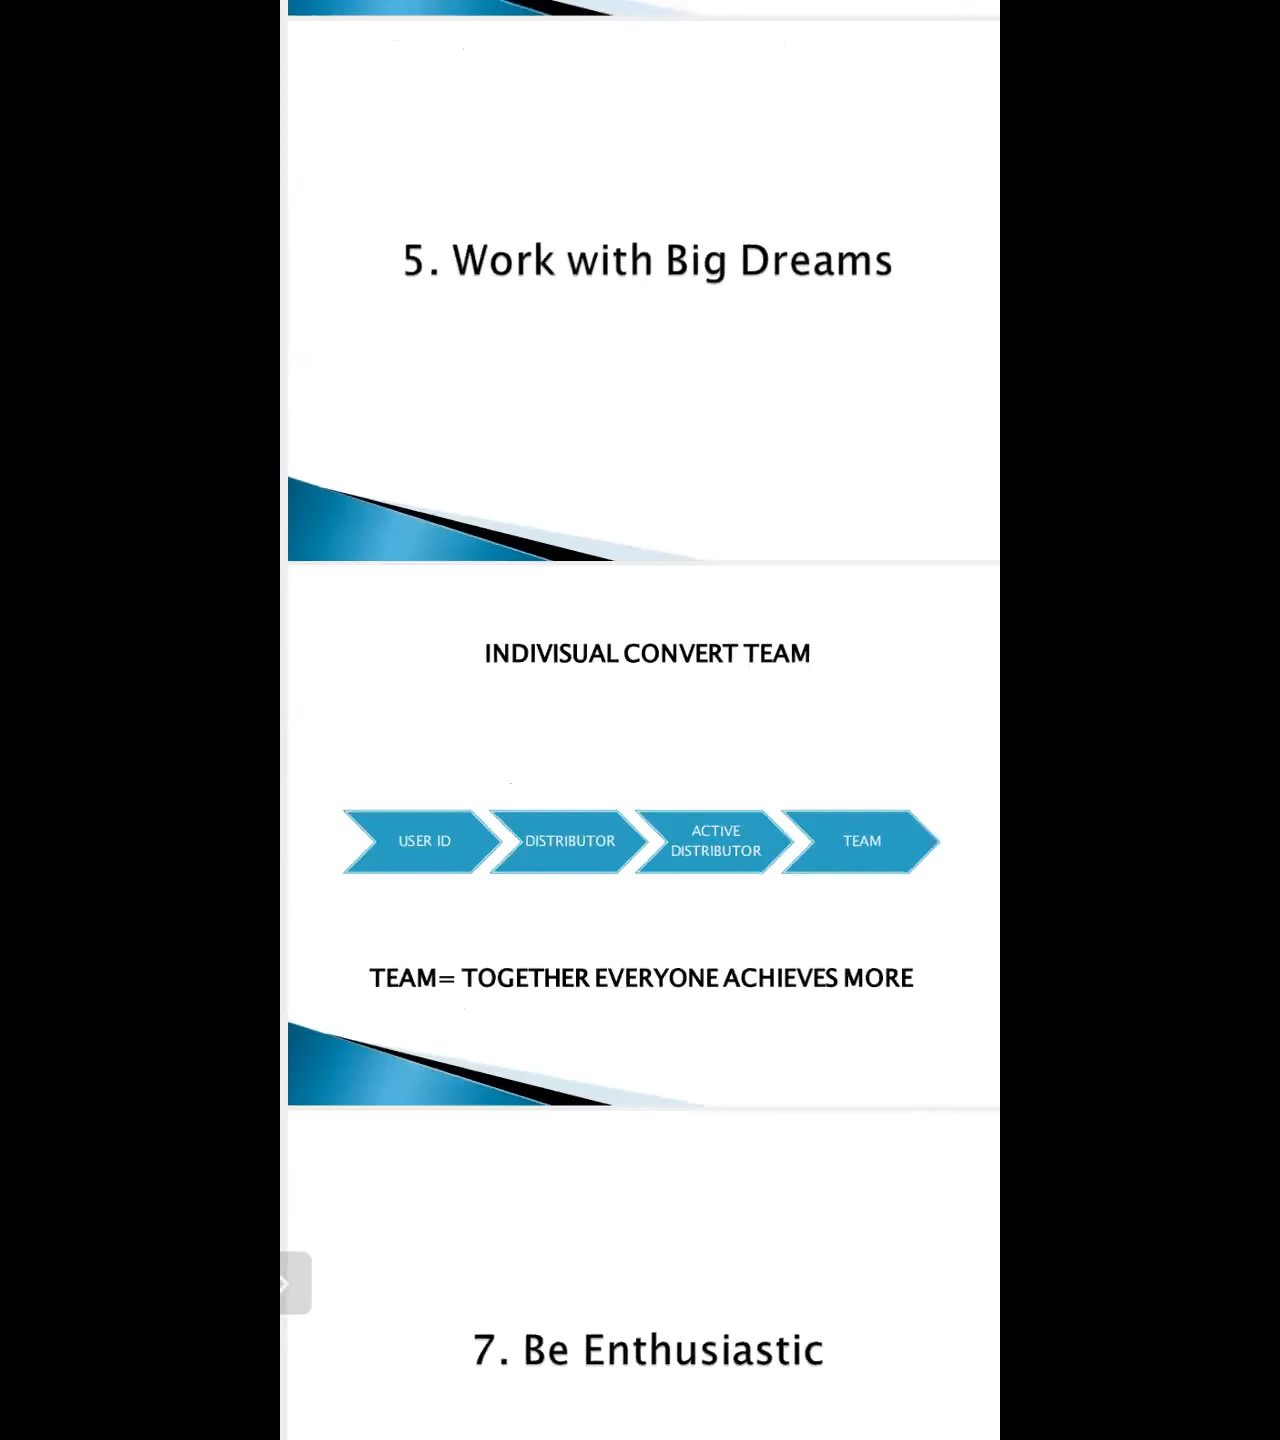 5. Work with Big Dreams
INDIVISUAL CONVERT TEAM
USER ID
DISTRIBUTOR
ACTIVE
DISTRIBUTOR
TEAM
TEAM= TOGETHER EVERYONE ACHIEVES MORE
7. Be Enthusiastic